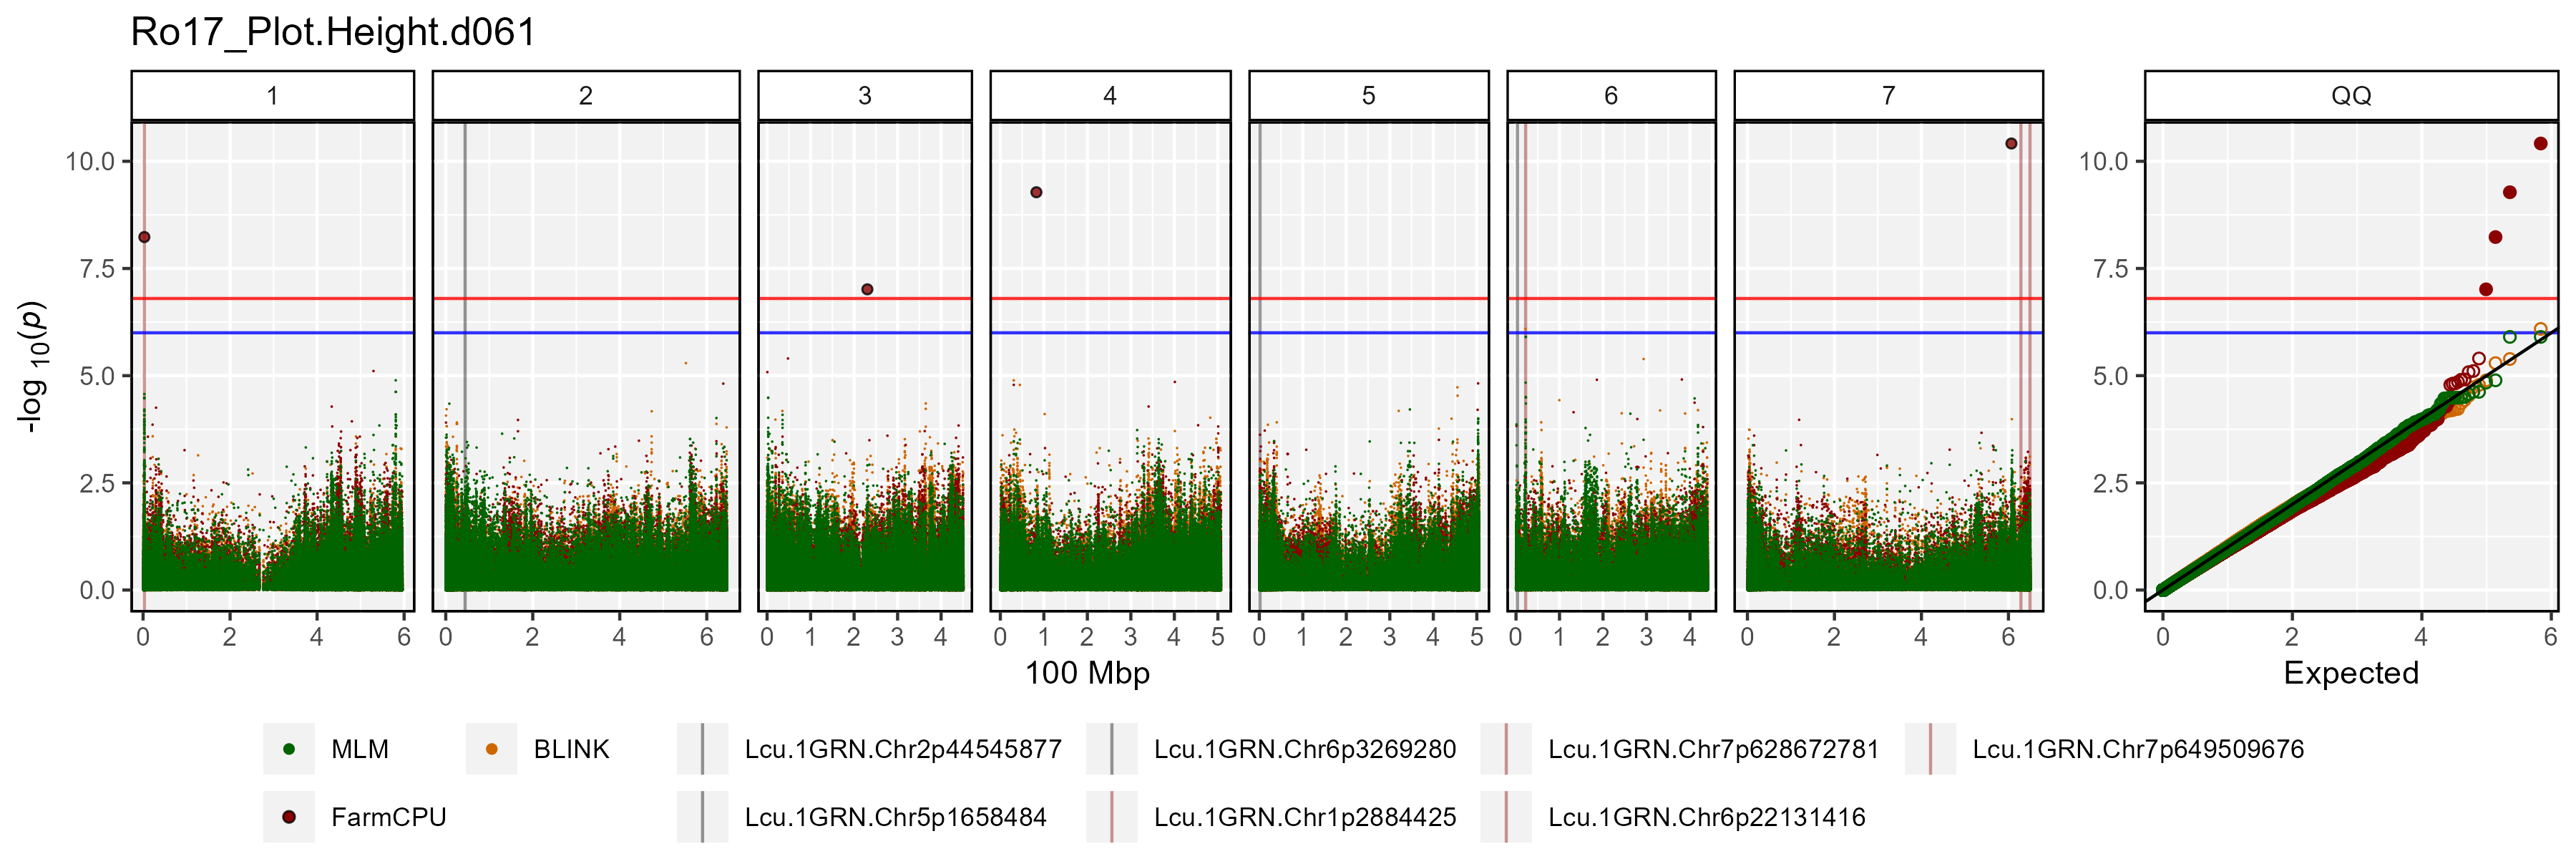 Ro17_Plot.Height.d061
1 2 3 4 5 6 7 QQ
10.0 10.0
7.5 7.5
5.0 5.0
2.5 2.5
0.0 0.0
-log 10(p)
0 2 4 6 0 2 4 6 0 1 2 3 4 0 1 2 3 4 5 0 1 2 3 4 5 0 1 2 3 4 0 2 4 6 0 2 4 6
100 Mbp Expected
MLM BLINK Lcu.1GRN.Chr2p44545877 Lcu.1GRN.Chr6p3269280 Lcu.1GRN.Chr7p628672781 Lcu.1GRN.Chr7p649509676
FarmCPU Lcu.1GRN.Chr5p1658484 Lcu.1GRN.Chr1p2884425 Lcu.1GRN.Chr6p22131416